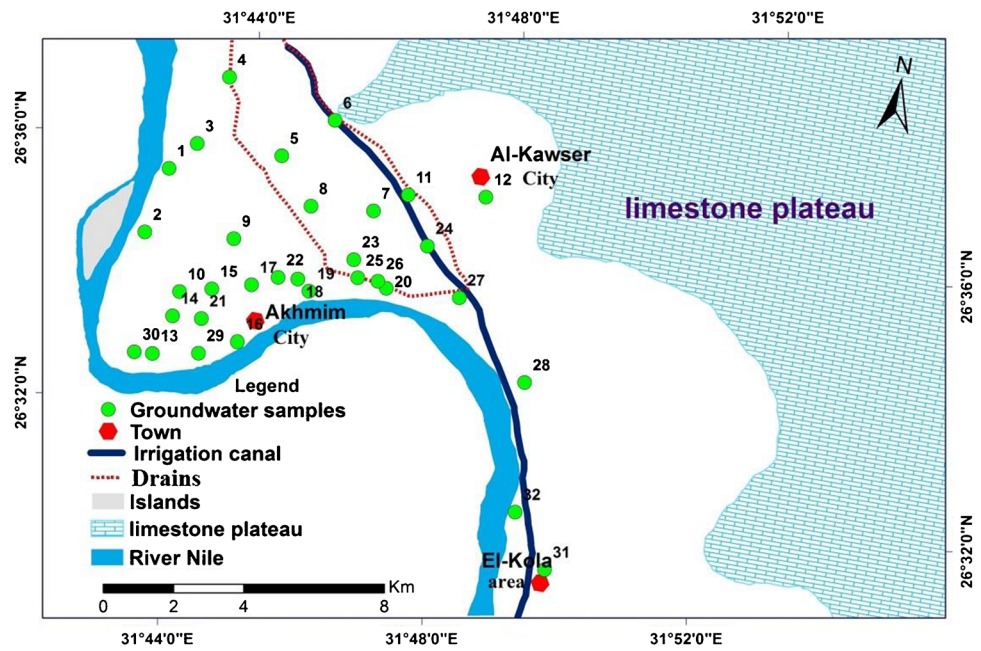 31°44'0"E 31°48'0"E 31°52'0"E
N
4
6
26°36'0"N
3
5
1
Al-Kawser
12 City
11
8
7
limestone plateau
2
24
9
23
22
25 26
10 15 17 19
20 27
26°36'0"N
14 21 18
Akhmim
16
City
30 13 29
28
26°32'0"N
Legend
Groundwater samples
Town
Irrigation canal
Drains
Islands
32
limestone plateau
26°32'0"N
River Nile
El-Kola 31
area
Km
0 2 4 8
31°44'0"E 31°48'0"E 31°52'0"E